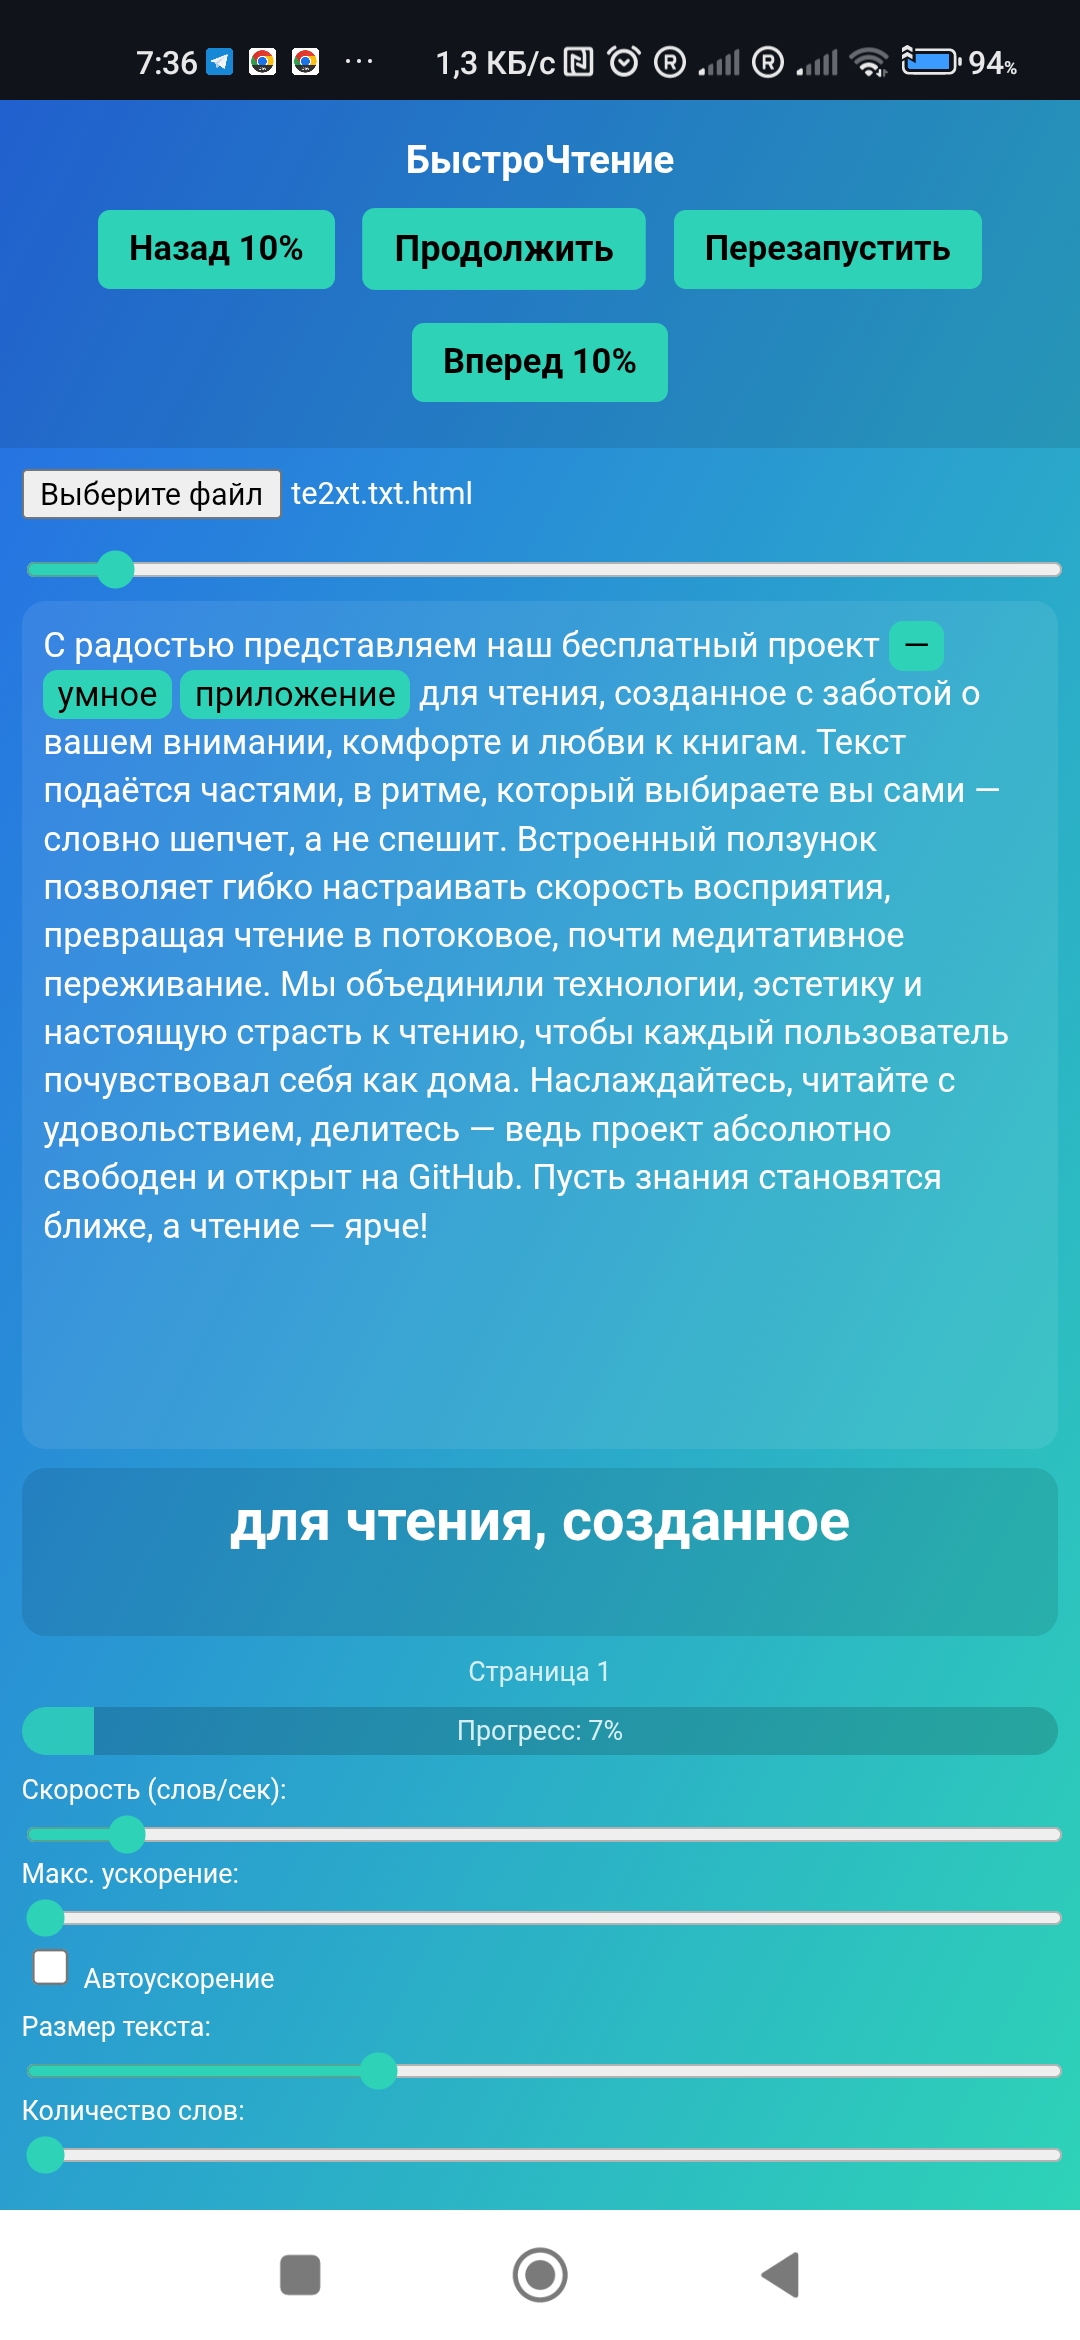 7:36 ... 1,3 КБ/с R R 94%
БыстроЧтение
Назад 10% Продолжить Перезапустить
Вперед 10%
Выберите файл te2xt.txt.html
С радостью представляем наш бесплатный проект —
умное приложение для чтения, созданное с заботой о
вашем внимании, комфорте и любви к книгам. Текст
подаётся частями, в ритме, который выбираете вы сами —
словно шепчет, а не спешит. Встроенный ползунок
позволяет гибко настраивать скорость восприятия,
превращая чтение в потоковое, почти медитативное
переживание. Мы объединили технологии, эстетику и
настоящую страсть к чтению, чтобы каждый пользователь
почувствовал себя как дома. Наслаждайтесь, читайте с
удовольствием, делитесь — ведь проект абсолютно
свободен и открыт на GitHub. Пусть знания становятся
ближе, а чтение — ярче!
для чтения, созданное
Страница 1
Прогресс: 7%
Скорость (слов/сек):
Макс. ускорение:
Автоускорение
Размер текста:
Количество слов: